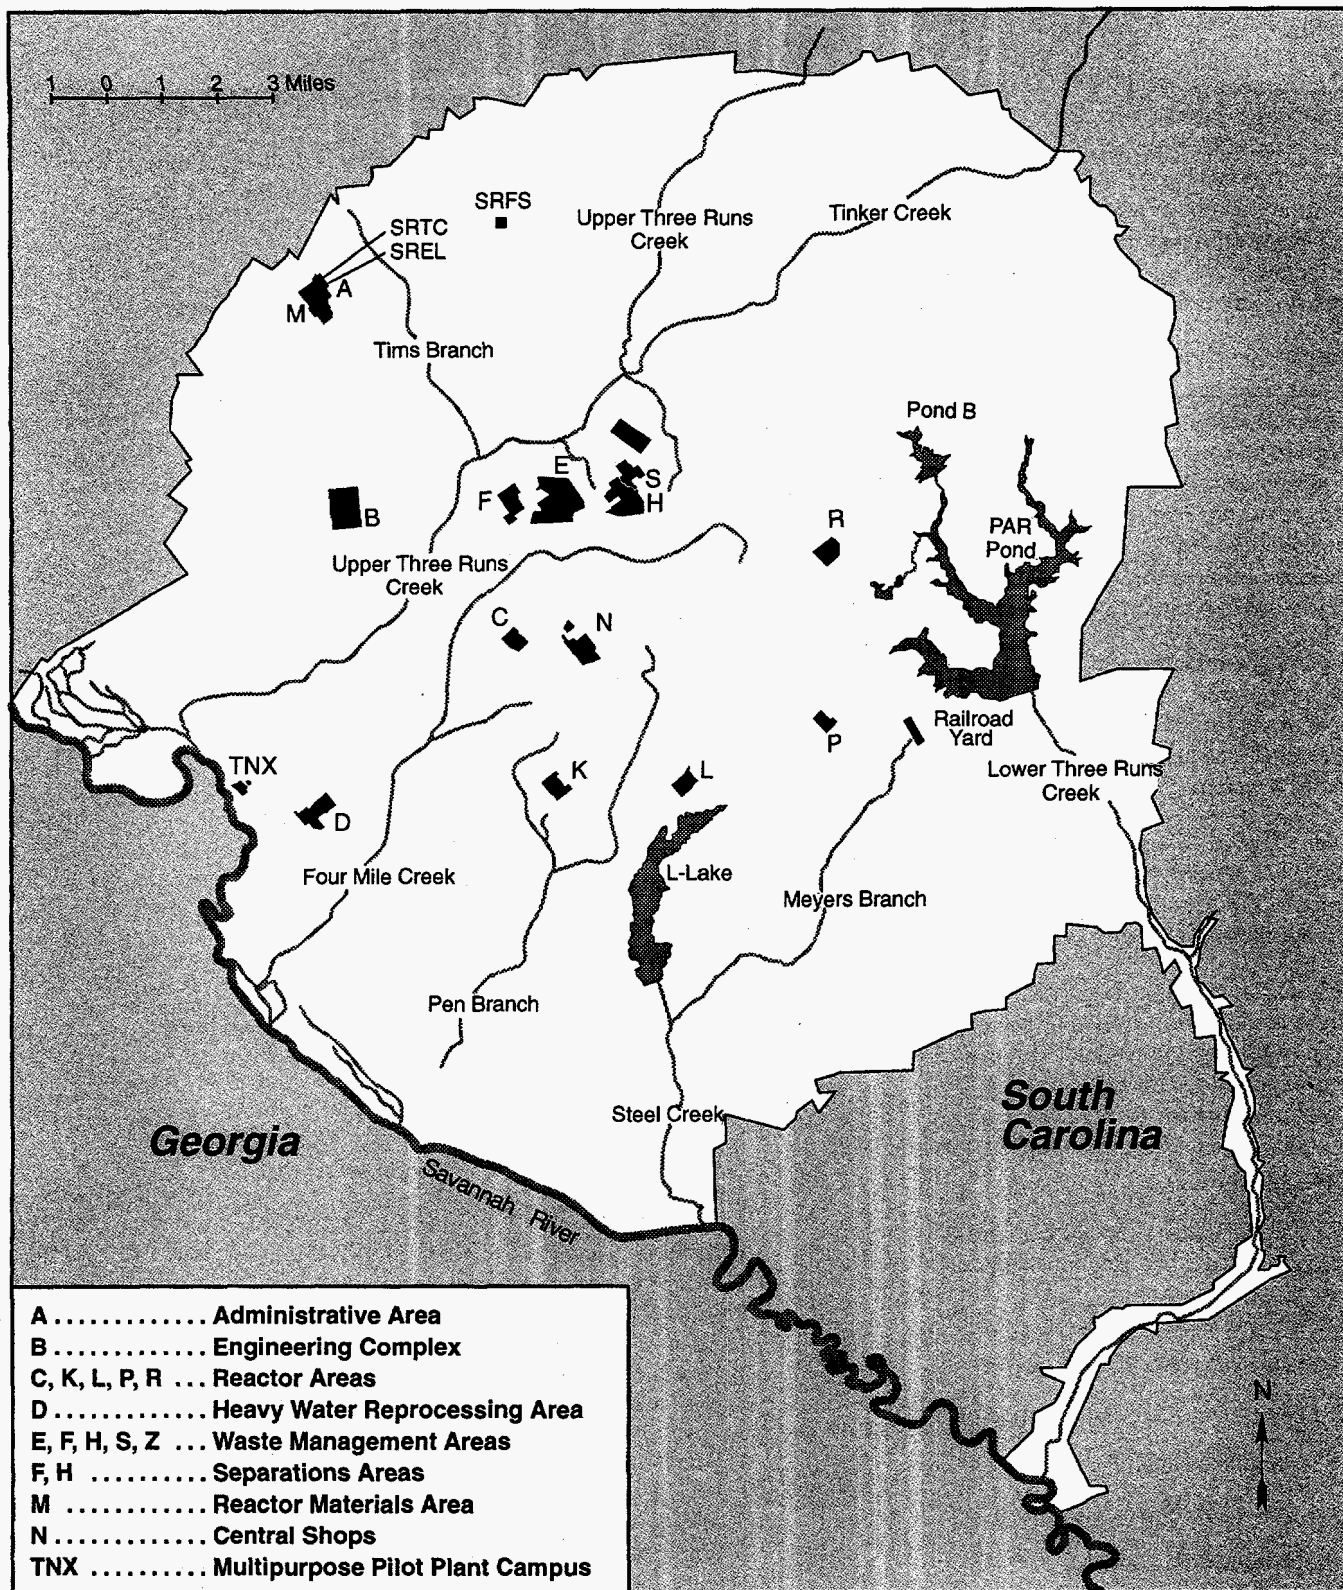 1 0 1 2 3 Miles
SRFS
SRTC
SREL
A
M
Upper Three Runs
Creek
Tinker Creek
Tims Branch
Pond B
E
S
F
H
B
R
PAR
Pond
Upper Three Runs
Creek
C
N
Railroad
Yard
P
TNX
K
L
Lower Three Runs
Creek
D
Four Mile Creek
L-Lake
Meyers Branch
Pen Branch
Steel Creek
South
Carolina
Georgia
Savannah River
N
A ............. Administrative Area
B ............. Engineering Complex
C, K, L, P, R ... Reactor Areas
D ............. Heavy Water Reprocessing Area
E, F, H, S, Z ... Waste Management Areas
F, H .......... Separations Areas
M ............ Reactor Materials Area
N ............. Central Shops
TNX .......... Multipurpose Pilot Plant Campus